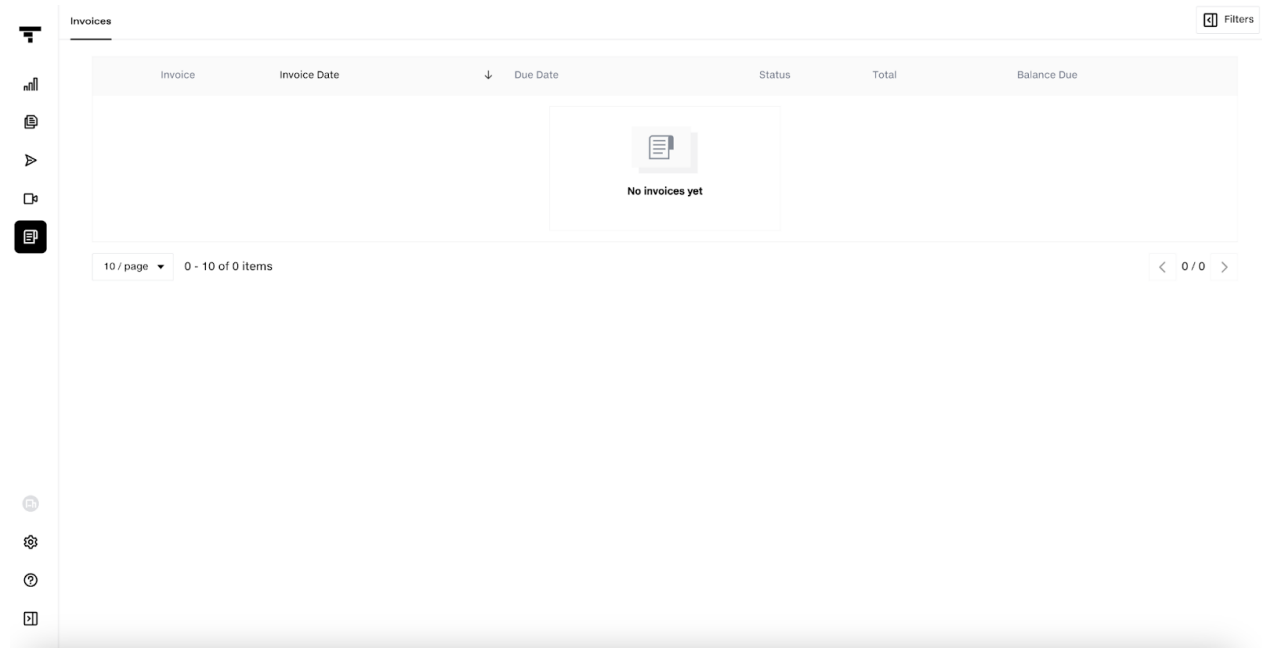 Invoices
Filters
Invoice Invoice Date Due Date Status Total Balance Due
No invoices yet
10 / page 0 - 10 of 0 items 0 / 0